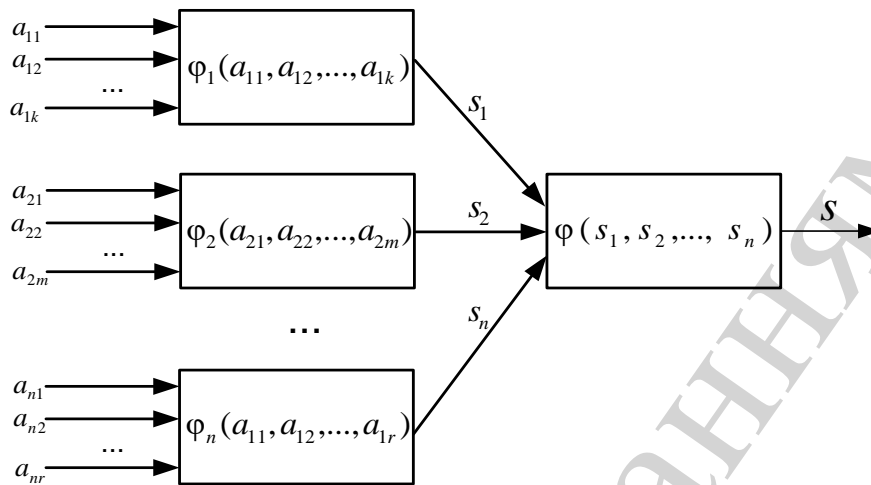 a₁₁
a₁₂
...
a₁ₖ
φ₁(a₁₁, a₁₂,..., a₁ₖ)
s₁
a₂₁
a₂₂
...
a₂ₘ
φ₂(a₂₁, a₂₂,..., a₂ₘ)
s₂
φ(s₁, s₂,..., sₙ)
s
...
sₙ
aₙ₁
aₙ₂
...
aₙᵣ
φₙ(a₁₁, a₁₂,..., a₁ᵣ)